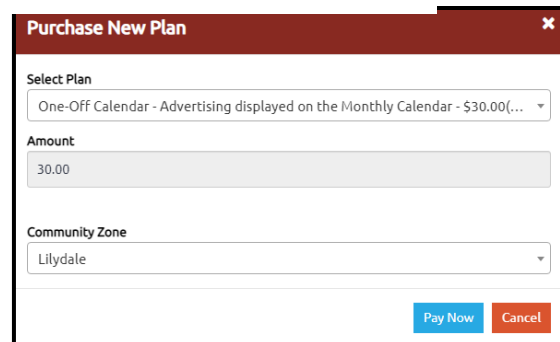 Purchase New Plan ×
Select Plan
One-Off Calendar - Advertising displayed on the Monthly Calendar - $30.00(...
Amount
30.00
Community Zone
Lilydale
Pay Now Cancel